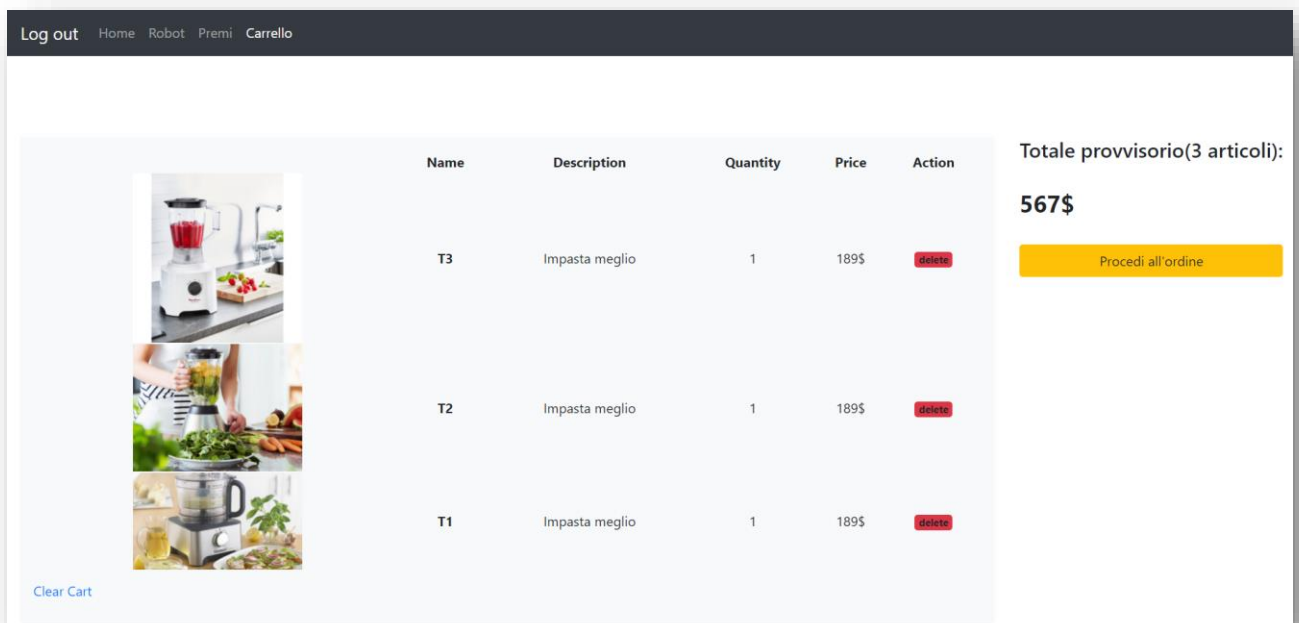 Log out Home Robot Premi Carrello
Name Description Quantity Price Action
Totale provvisorio(3 articoli):
567$
Procedi all'ordine
T3 Impasta meglio 1 189$ delete
T2 Impasta meglio 1 189$ delete
T1 Impasta meglio 1 189$ delete
Clear Cart